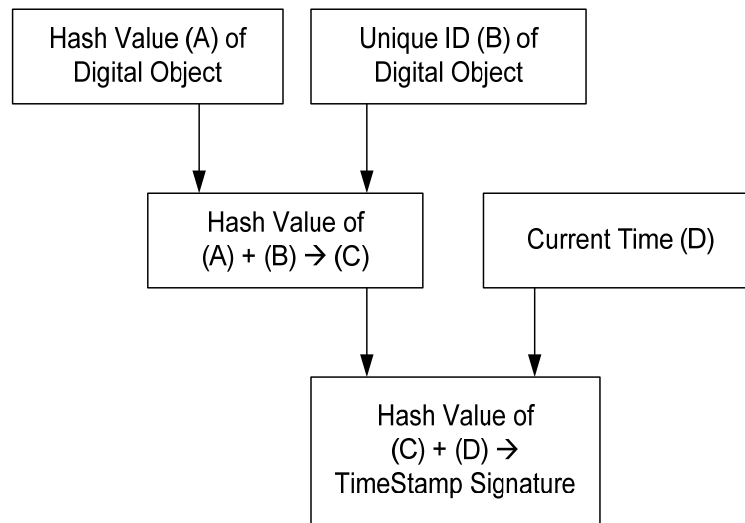 Hash Value (A) of
Digital Object
Unique ID (B) of
Digital Object
Hash Value of
(A) + (B) → (C)
Current Time (D)
Hash Value of
(C) + (D) →
TimeStamp Signature